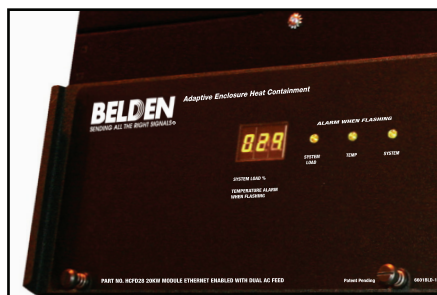 BELDEN
SENDING ALL THE RIGHT SIGNALS
Adaptive Enclosure Heat Containment
024
ALARM WHEN FLASHING
SYSTEM LOAD
TEMP
SYSTEM
SYSTEM LOAD %
TEMPERATURE ALARM
WHEN FLASHING
PART NO. HCFD28 20KW MODULE ETHERNET ENABLED WITH DUAL AC FEED
Patent Pending